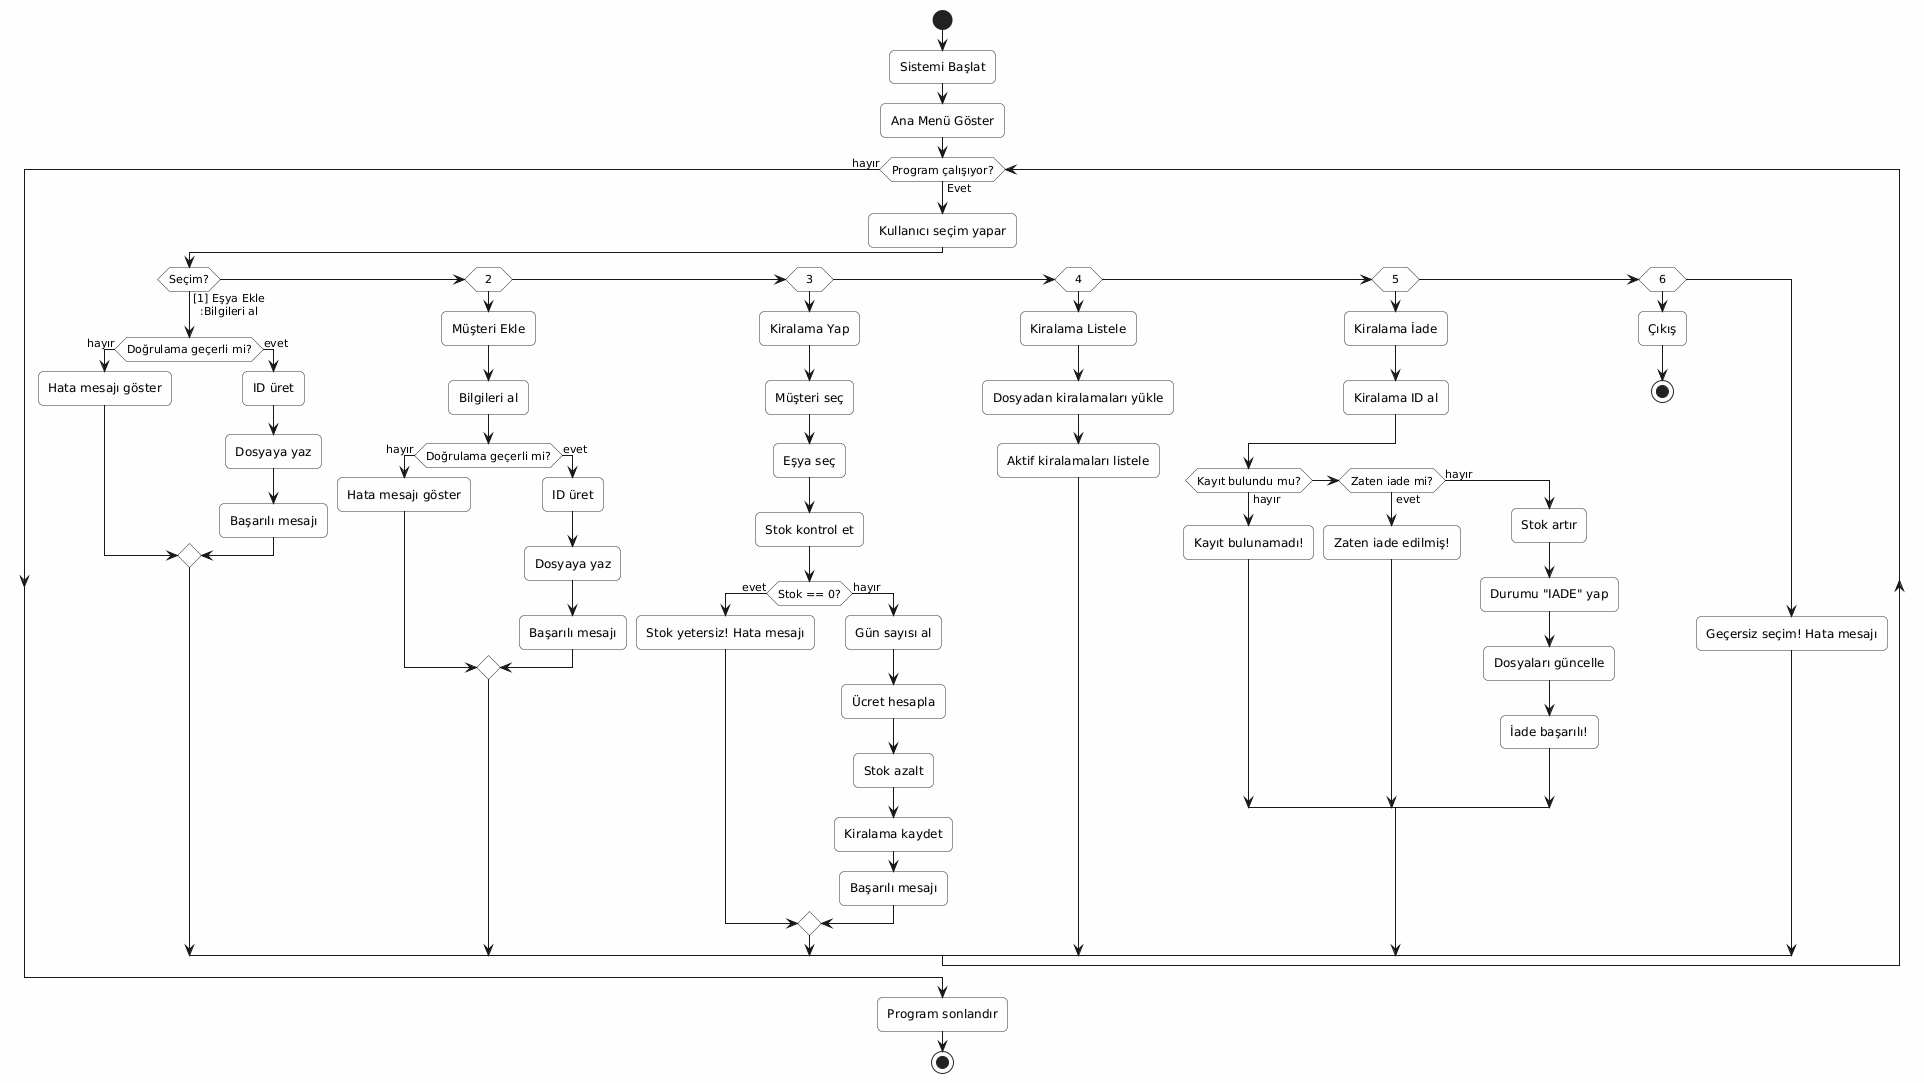 Sistemi Başlat
Ana Menü Göster
hayır
Program çalışıyor?
Evet
Kullanıcı seçim yapar
Seçim?
[1] Eşya Ekle
:Bilgileri al
hayır
Doğrulama geçerli mi?
evet
Hata mesajı göster
ID üret
Dosyaya yaz
Başarılı mesajı
2
Müşteri Ekle
Bilgileri al
hayır
Doğrulama geçerli mi?
evet
Hata mesajı göster
ID üret
Dosyaya yaz
Başarılı mesajı
3
Kiralama Yap
Müşteri seç
Eşya seç
Stok kontrol et
evet
Stok == 0?
hayır
Stok yetersiz! Hata mesajı
Gün sayısı al
Ücret hesapla
Stok azalt
Kiralama kaydet
Başarılı mesajı
4
Kiralama Listele
Dosyadan kiralamaları yükle
Aktif kiralamaları listele
5
Kiralama İade
Kiralama ID al
Kayıt bulundu mu?
hayır
Kayıt bulunamadı!
Zaten iade mi?
hayır
evet
Zaten iade edilmiş!
Stok artır
Durumu "IADE" yap
Dosyaları güncelle
İade başarılı!
6
Çıkış
Geçersiz seçim! Hata mesajı
Program sonlandır